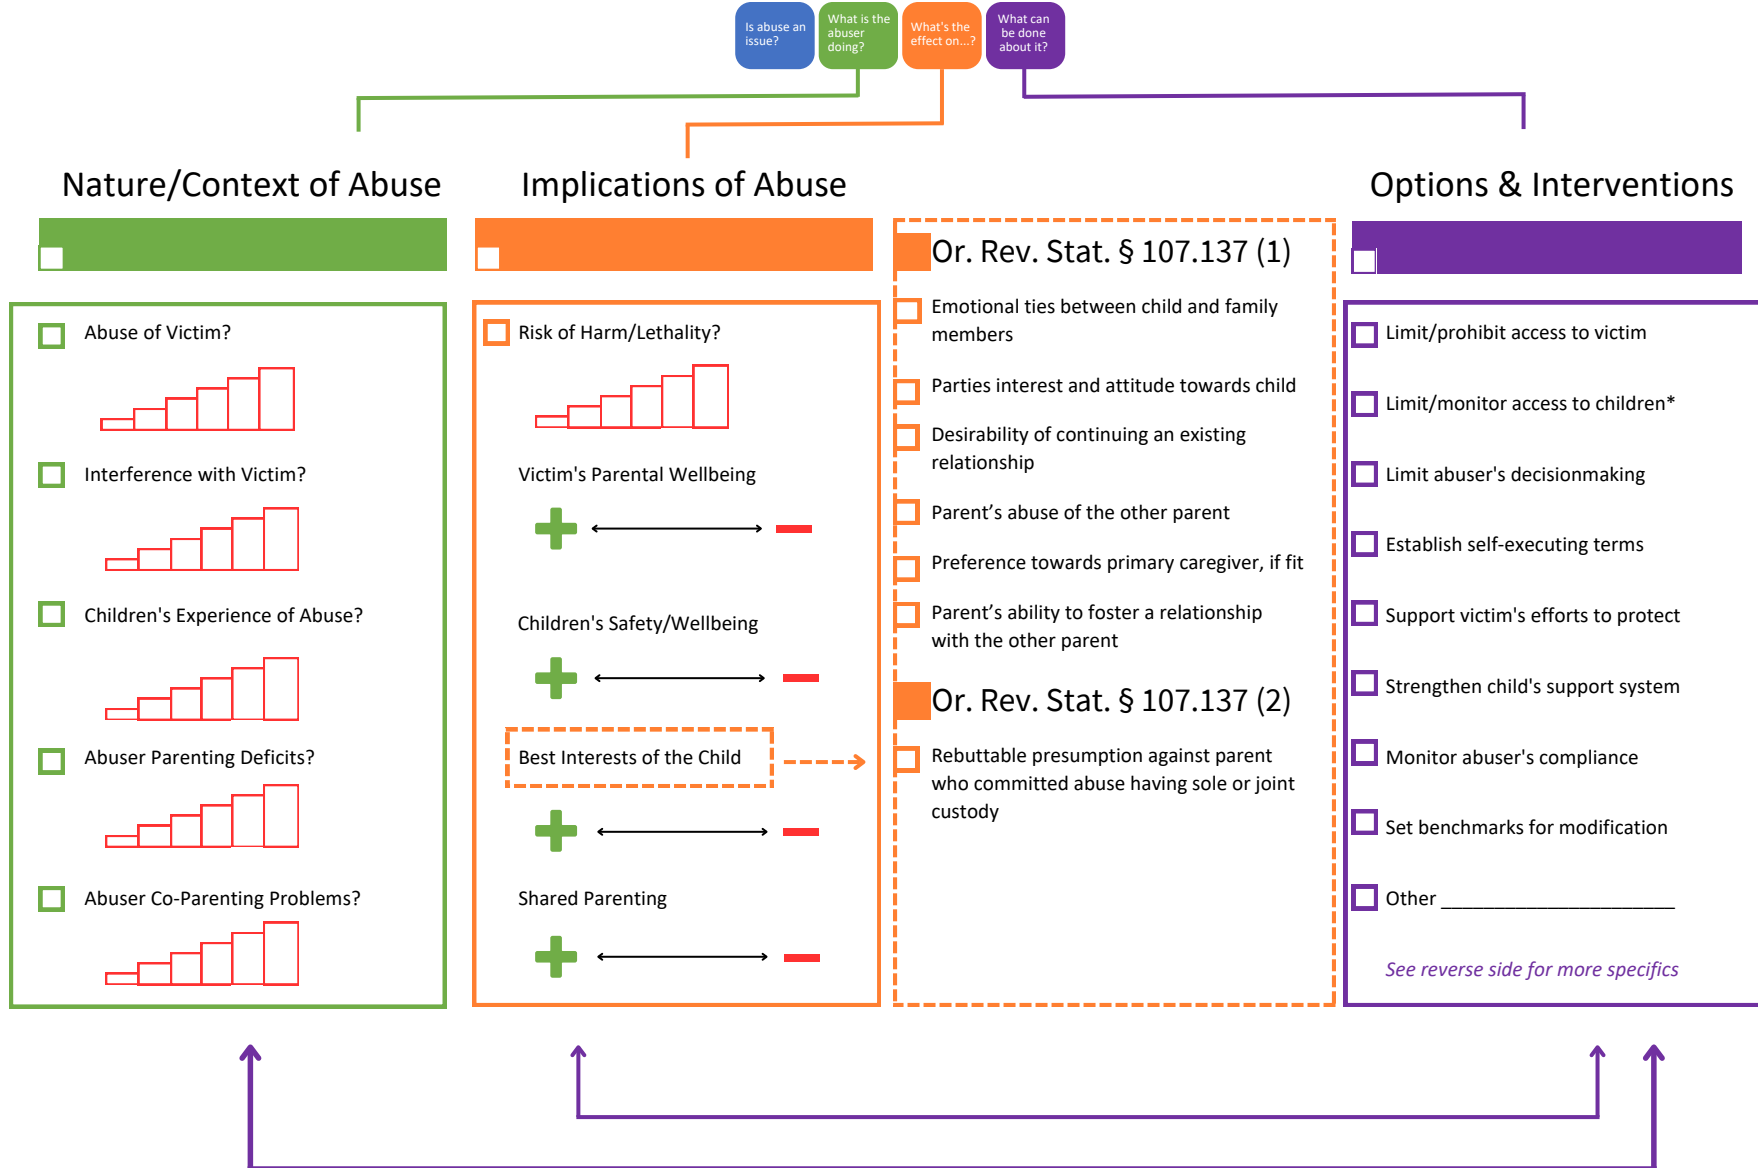 Is abuse an
issue?
What is the
abuser
doing?
What's the
effect on...?
What can
be done
about it?
Nature/Context of Abuse
Abuse of Victim?
Interference with Victim?
Children's Experience of Abuse?
Abuser Parenting Deficits?
Abuser Co-Parenting Problems?
Implications of Abuse
Risk of Harm/Lethality?
Victim's Parental Wellbeing
Children's Safety/Wellbeing
Best Interests of the Child
Shared Parenting
Or. Rev. Stat. § 107.137 (1)
Emotional ties between child and family
members
Parties interest and attitude towards child
Desirability of continuing an existing
relationship
Parent’s abuse of the other parent
Preference towards primary caregiver, if fit
Parent’s ability to foster a relationship
with the other parent
Or. Rev. Stat. § 107.137 (2)
Rebuttable presumption against parent
who committed abuse having sole or joint
custody
Options & Interventions
Limit/prohibit access to victim
Limit/monitor access to children*
Limit abuser's decisionmaking
Establish self-executing terms
Support victim's efforts to protect
Strengthen child's support system
Monitor abuser's compliance
Set benchmarks for modification
Other ______________________
See reverse side for more specifics